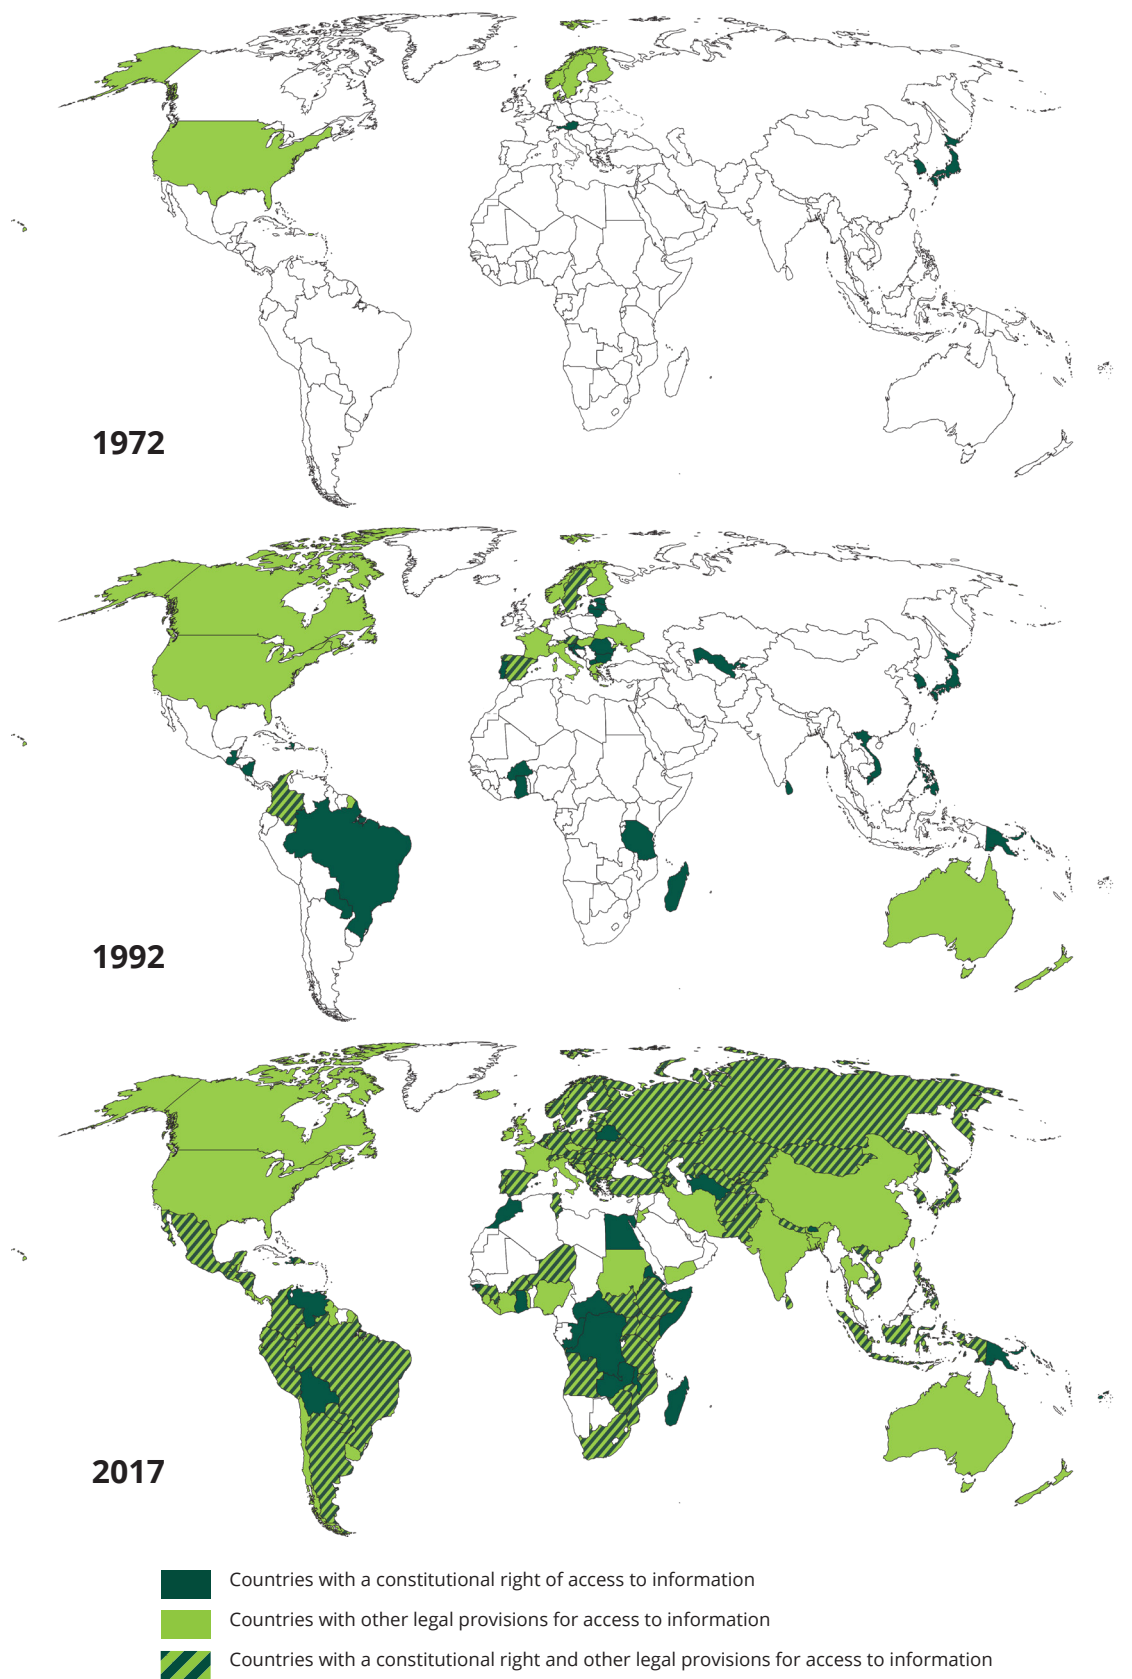 1972
1992
2017
Countries with a constitutional right of access to information
Countries with other legal provisions for access to information
Countries with a constitutional right and other legal provisions for access to information